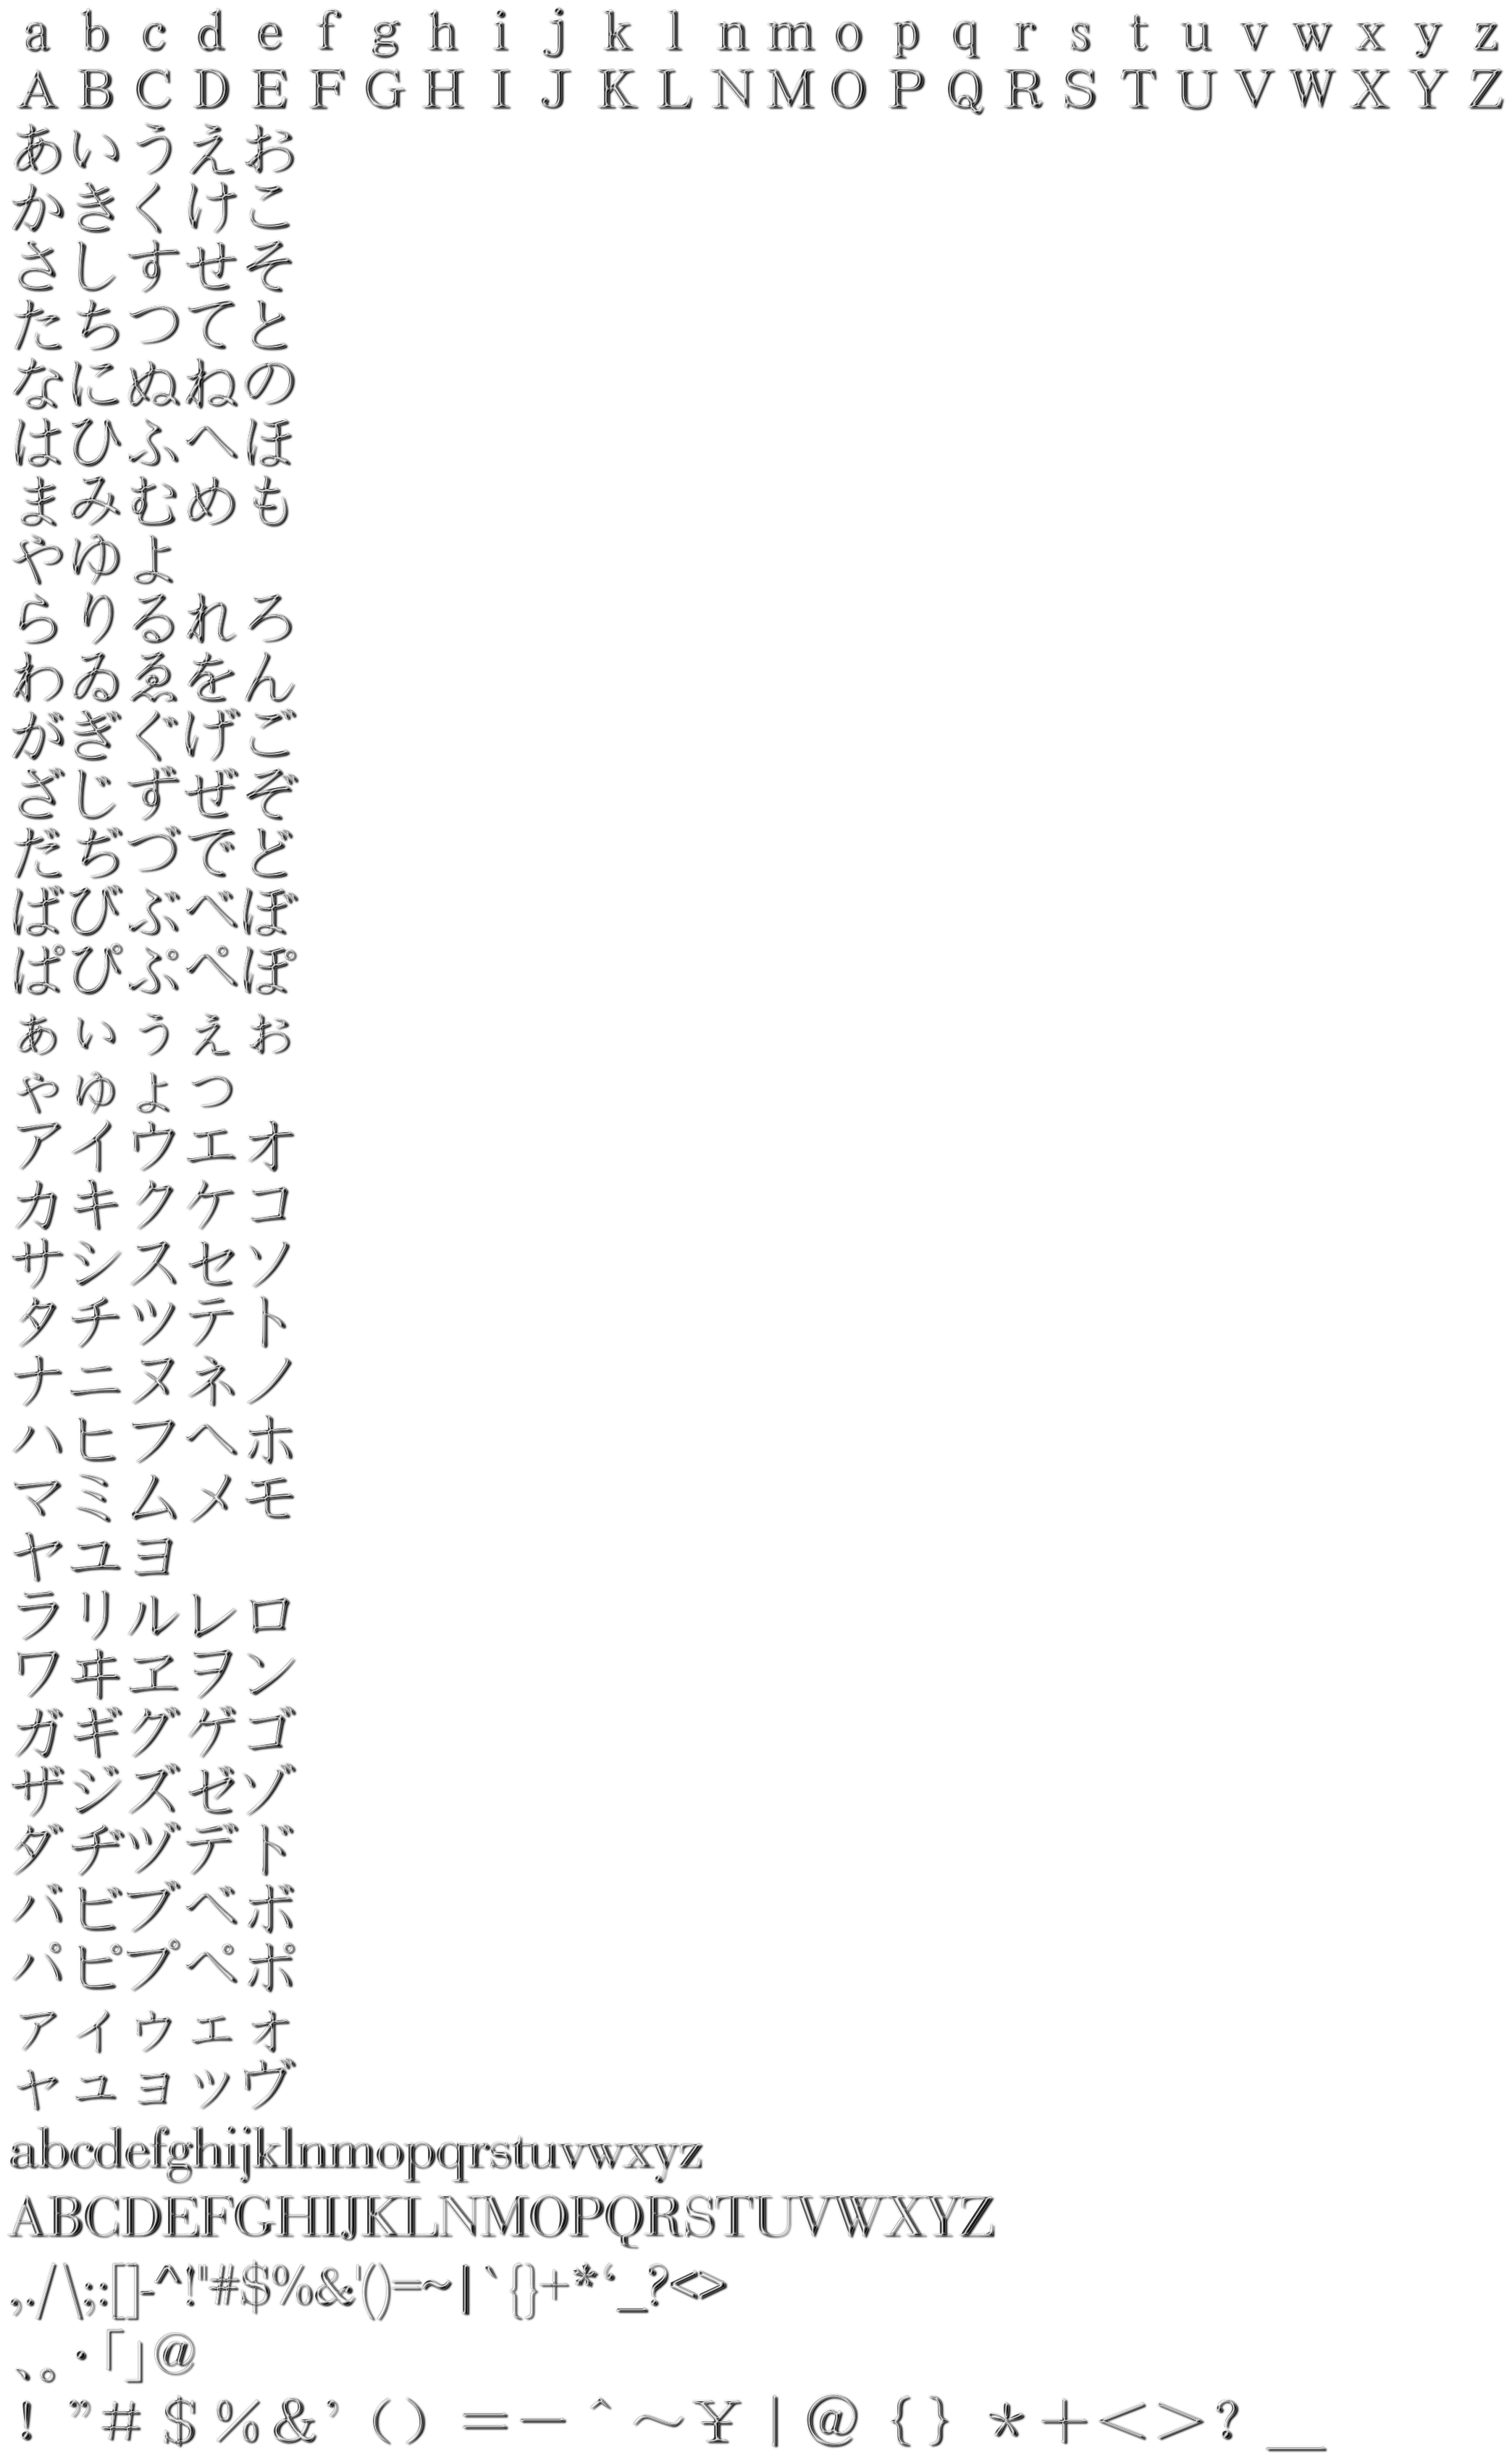 ａｂｃｄｅｆｇｈｉｊｋｌｎｍｏｐｑｒｓｔｕｖｗｘｙｚ
ＡＢＣＤＥＦＧＨＩＪＫＬＮＭＯＰＱＲＳＴＵＶＷＸＹＺ
あいうえお
かきくけこ
さしすせそ
たちつてと
なにぬねの
はひふへほ
まみむめも
やゆよ
らりるれろ
わゐゑをん
がぎぐげご
ざじずぜぞ
だぢづでど
ばびぶべぼ
ぱぴぷぺぽ
ぁぃぅぇぉ
ゃゅょっ
アイウエオ
カキクケコ
サシスセソ
タチツテト
ナニヌネノ
ハヒフヘホ
マミムメモ
ヤユヨ
ラリルレロ
ワヰヱヲン
ガギグゲゴ
ザジズゼゾ
ダヂヅデド
バビブベボ
パピプペポ
ァィゥェォ
ャュョッヴ
abcdefghijklnmopqrstuvwxyz
ABCDEFGHIJKLNMOPQRSTUVWXYZ
,./\;:[]-^!"#$%&'()=~|`{}+*‘_?<>
、。・「」@
！”＃＄％＆’（）＝－＾～￥｜＠｛｝＊＋＜＞？＿